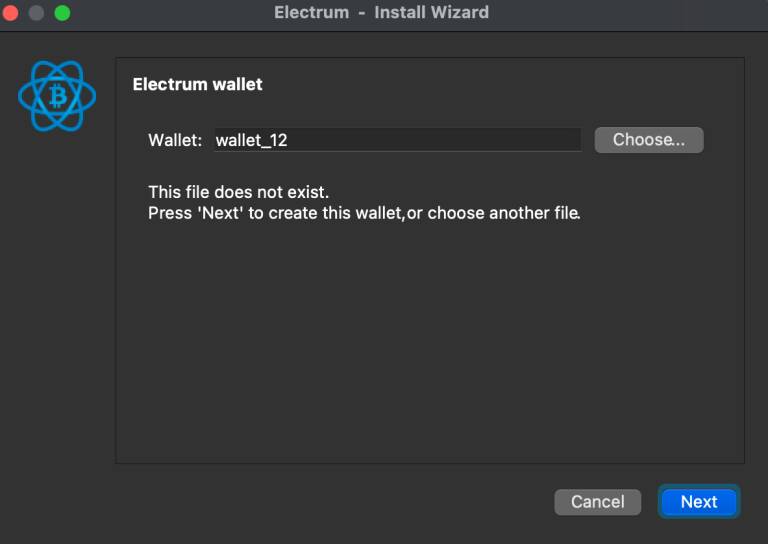 Electrum - Install Wizard
Electrum wallet
Wallet: wallet_12 Choose...
This file does not exist.
Press 'Next' to create this wallet,or choose another file.
Cancel Next